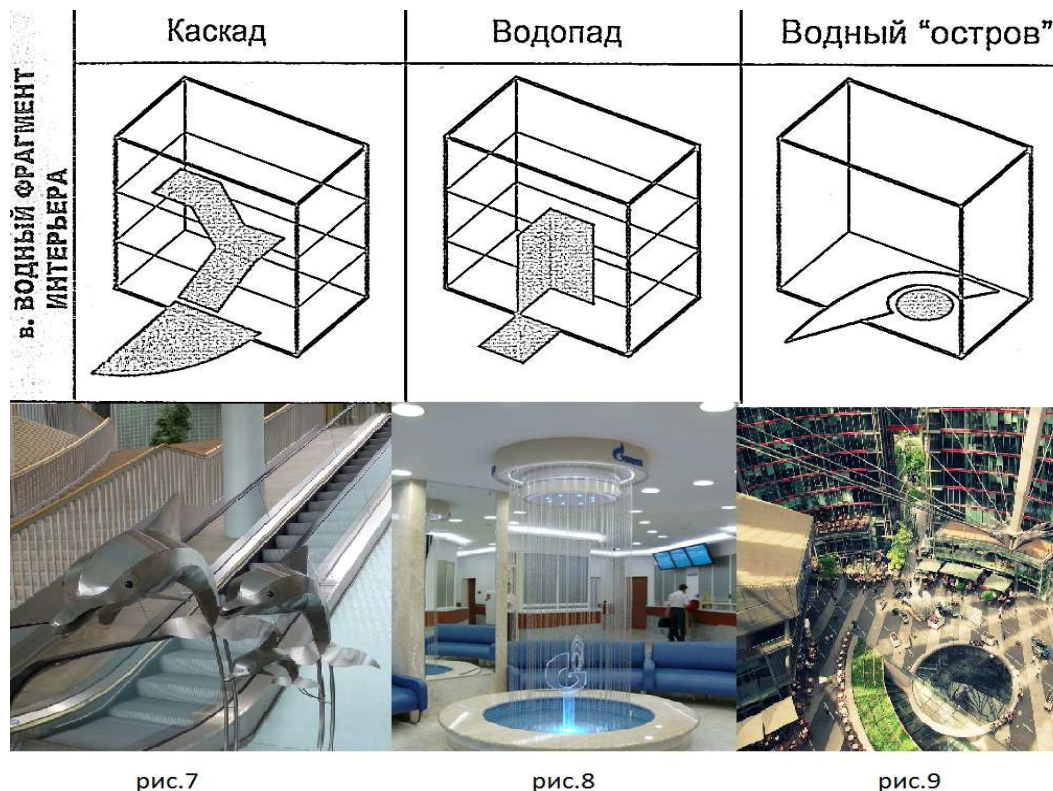 Каскад
Водопад
Водный “остров”
в. ВОДНЫЙ ФРАГМЕНТ
ИНТЕРЬЕРА
рис.7
рис.8
рис.9